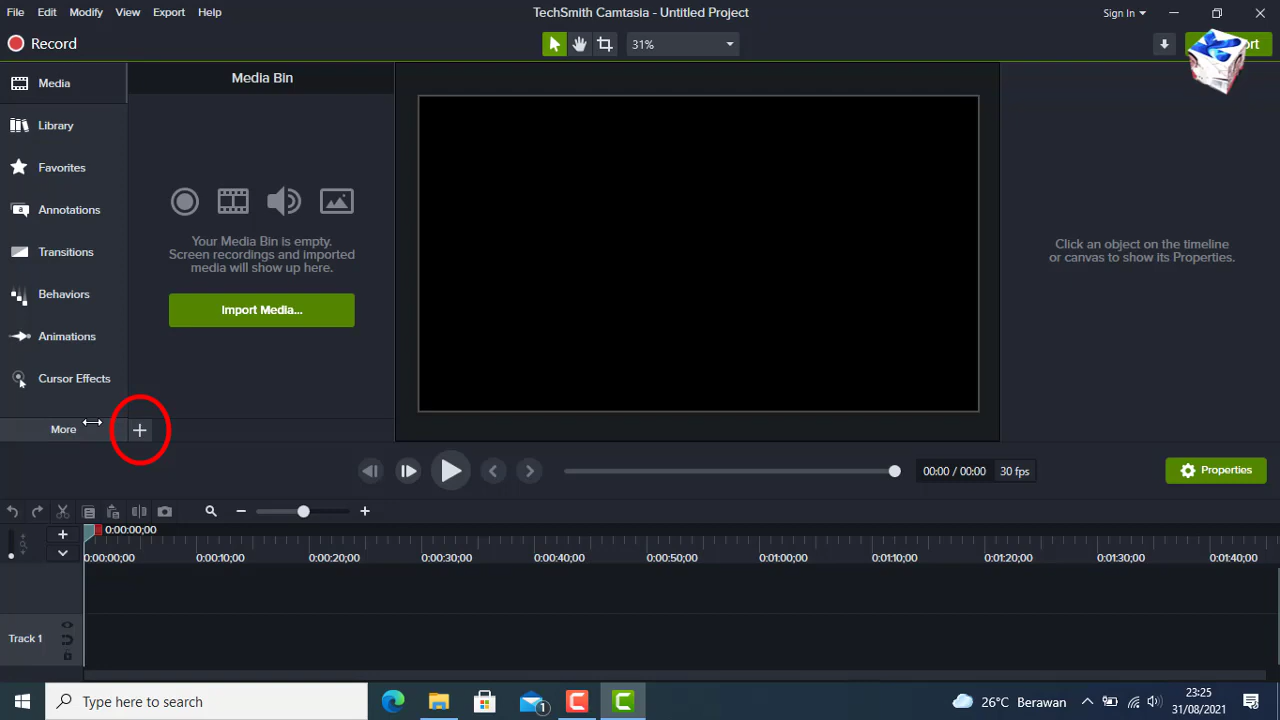 File Edit Modify View Export Help
TechSmith Camtasia - Untitled Project
Sign In
Record
31%
Media
Library
Favorites
Annotations
Transitions
Behaviors
Animations
Cursor Effects
More
Media Bin
Your Media Bin is empty.
Screen recordings and imported
media will show up here.
Import Media...
Click an object on the timeline
or canvas to show its Properties.
00:00 / 00:00 30 fps
Properties
0:00:00;00
0:00:00;00 0:00:10;00 0:00:20;00 0:00:30;00 0:00:40;00 0:00:50;00 0:01:00;00 0:01:10;00 0:01:20;00 0:01:30;00 0:01:40;00
Track 1
Type here to search
1
26°C Berawan
23:25
31/08/2021